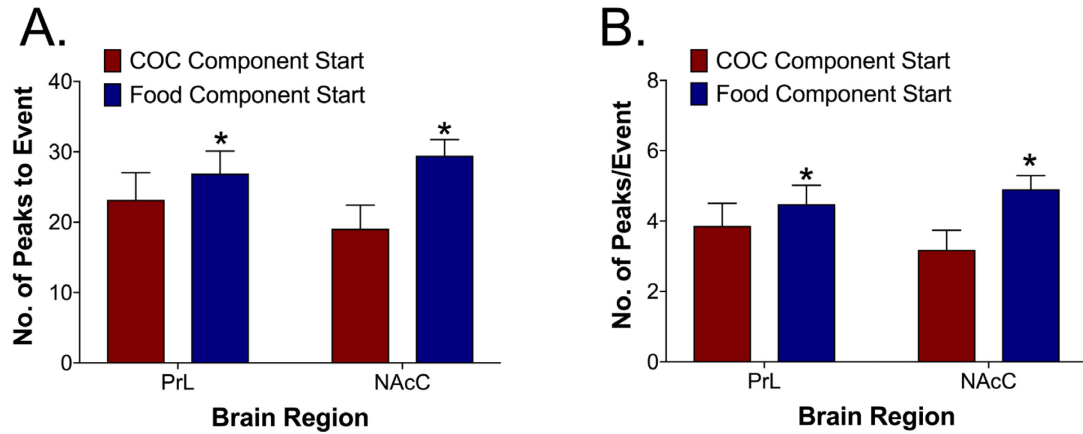 A.
COC Component Start
Food Component Start
No. of Peaks to Event
40
30
20
10
0
*
*
PrL
NAcC
Brain Region
B.
COC Component Start
Food Component Start
No. of Peaks/Event
8
6
4
2
0
*
*
PrL
NAcC
Brain Region